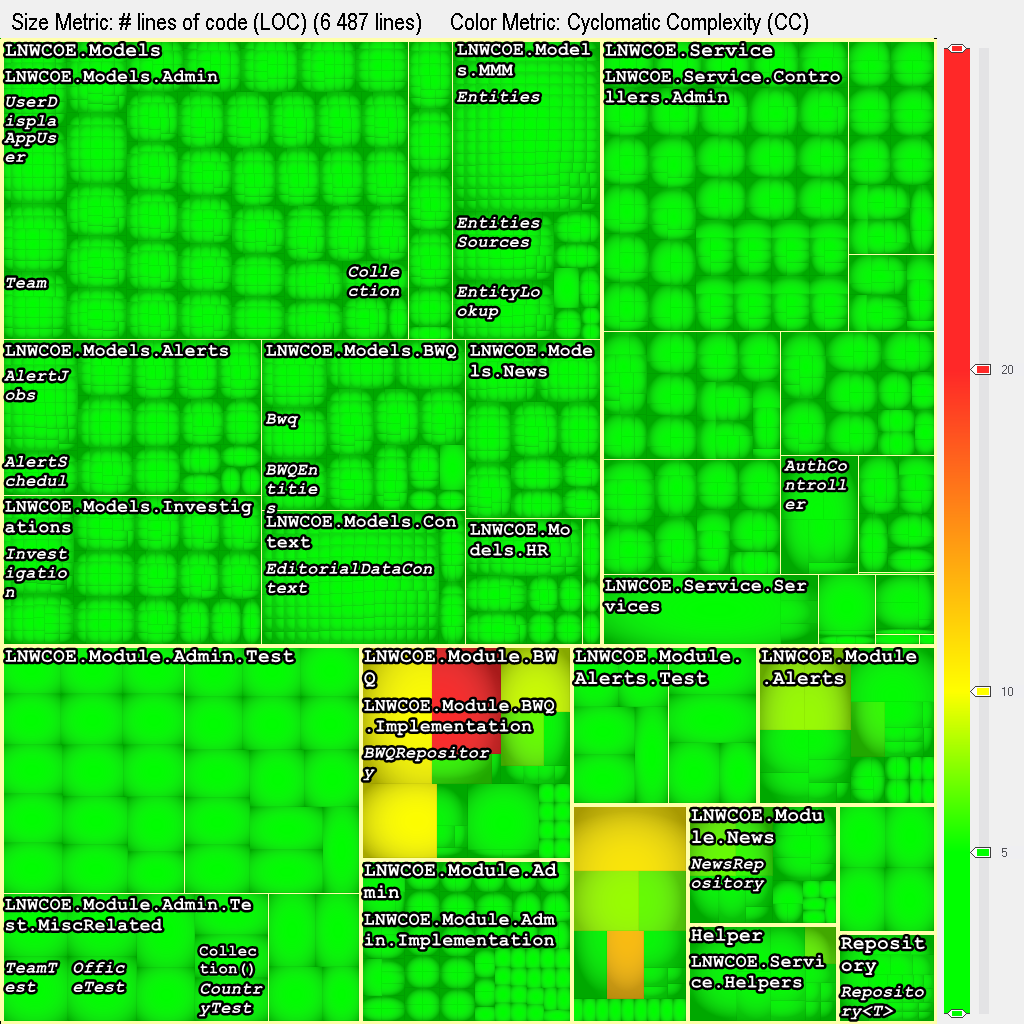 Size Metric: # lines of code (LOC) (6 487 lines) Color Metric: Cyclomatic Complexity (CC)
LNWCOE.Models
LNWCOE.Models.Admin
UserD
ispla
AppUs
er
Team
Colle
ction
LNWCOE.Model
s.MMM
Entities
Entities
Sources
EntityLo
okup
LNWCOE.Service
LNWCOE.Service.Contro
llers.Admin
LNWCOE.Models.Alerts
AlertJ
obs
AlertS
chedul
LNWCOE.Models.BWQ
Bwq
BWQEn
titie
s
LNWCOE.Mode
ls.News
AuthCo
ntroll
er
LNWCOE.Models.Investig
ations
Invest
igatio
n
LNWCOE.Models.Con
text
EditorialDataCon
text
LNWCOE.Mo
dels.HR
LNWCOE.Service.Ser
vices
LNWCOE.Module.Admin.Test
LNWCOE.Module.BW
Q
LNWCOE.Module.BWQ
.Implementation
BWQRepositor
y
LNWCOE.Module.
Alerts.Test
LNWCOE.Module
.Alerts
LNWCOE.Modu
le.News
NewsRep
ository
LNWCOE.Module.Ad
min
LNWCOE.Module.Adm
in.Implementation
LNWCOE.Module.Admin.Te
st.MiscRelated
TeamT
est
Offic
eTest
Collec
tion()
Countr
yTest
Helper
LNWCOE.Servi
ce.Helpers
Reposit
ory
Reposito
ry<T>
20
10
5